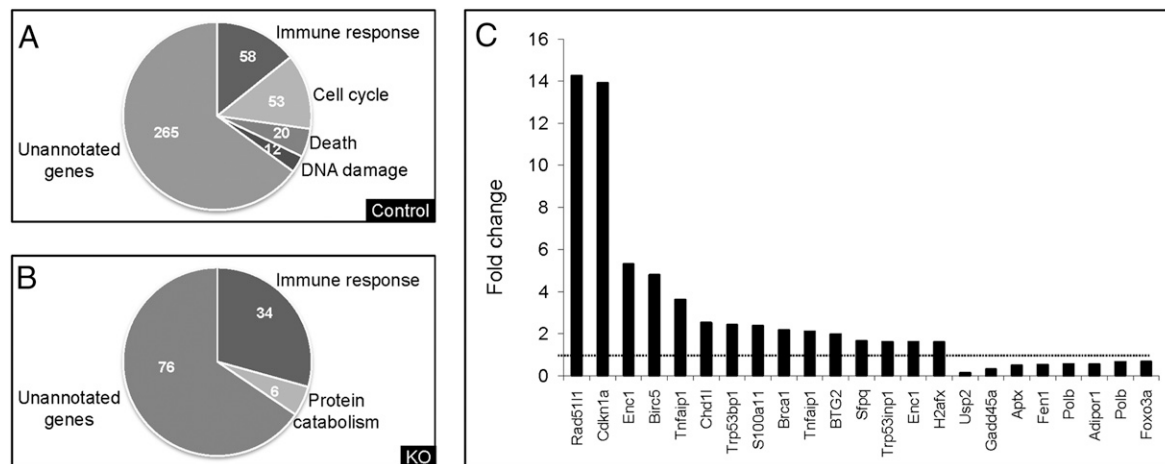 A
Immune response
58
Cell cycle
53
20
Death
12
DNA damage
265
Unannotated
genes
Control
B
Immune response
34
76
6
Protein
catabolism
Unannotated
genes
KO
C
Fold change
16
14
12
10
8
6
4
2
0
Rad51l1
Cdkn1a
Enc1
Birc5
Tnfaip1
Chd1l
Trp53bp1
S100a11
Brca1
Tnfaip1
BTG2
Sfpq
Trp53inp1
Enc1
H2afx
Usp2
Gadd45a
Aptx
Fen1
Polb
Adipor1
Polb
Foxo3a